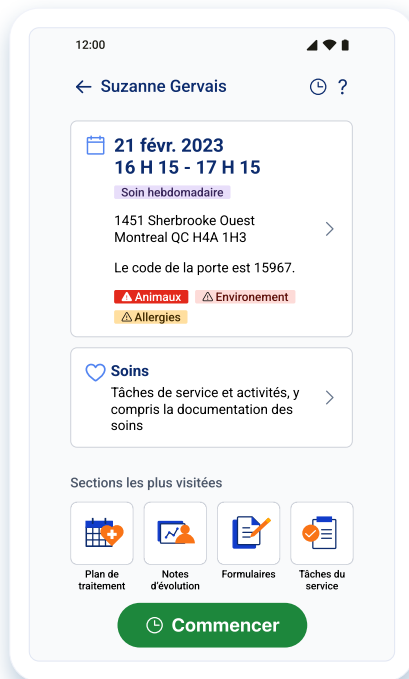 12:00
Suzanne Gervais
?
21 févr. 2023
16 H 15 - 17 H 15
Soin hebdomadaire
1451 Sherbrooke Ouest
Montreal QC H4A 1H3
Le code de la porte est 15967.
Animaux
Environement
Allergies
Soins
Tâches de service et activités, y
compris la documentation des
soins
Sections les plus visitées
Plan de
traitement
Notes
d'évolution
Formulaires
Tâches du
service
Commencer